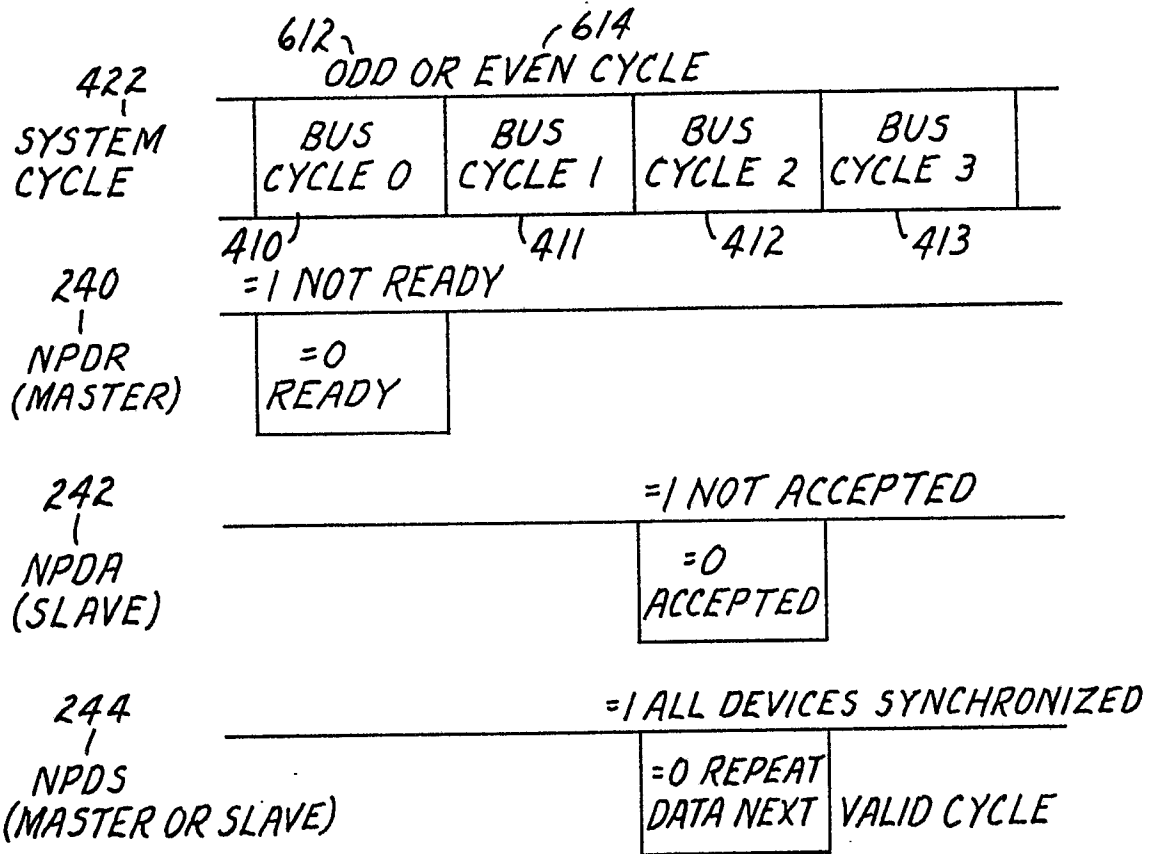 612 614
ODD OR EVEN CYCLE
422
SYSTEM
CYCLE
BUS
CYCLE 0
BUS
CYCLE 1
BUS
CYCLE 2
BUS
CYCLE 3
410 411 412 413
240
=1 NOT READY
NPDR
(MASTER)
=0
READY
242
=1 NOT ACCEPTED
NPDA
(SLAVE)
=0
ACCEPTED
244
=1 ALL DEVICES SYNCHRONIZED
NPDS
(MASTER OR SLAVE)
=0 REPEAT
DATA NEXT VALID CYCLE